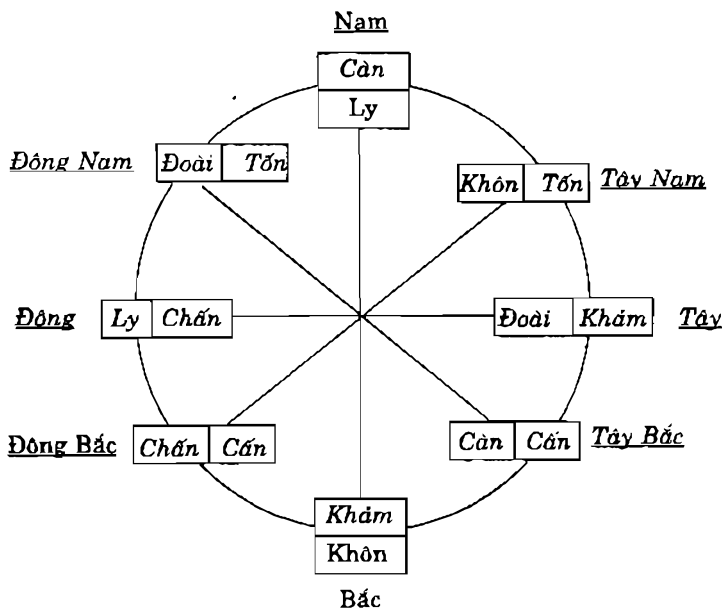 Nam
Càn
Ly
Đông Nam Đoài Tốn
Khôn Tốn Tây Nam
Đông Ly Chấn
Đoài Khảm Tây
Đông Bắc Chấn Cấn
Càn Cấn Tây Bắc
Khảm
Khôn
Bắc